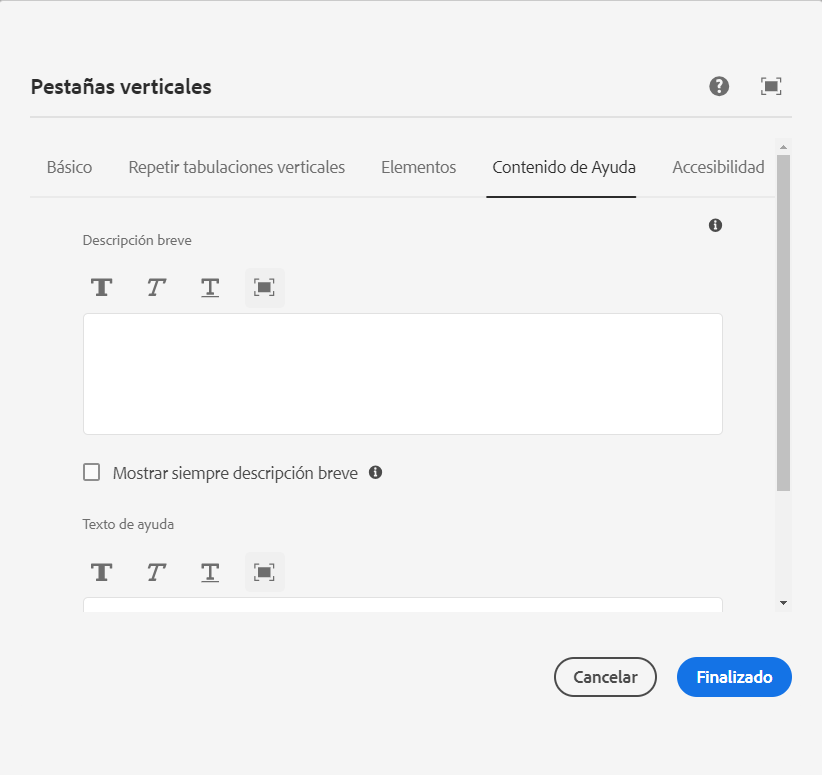 Pestañas verticales
Básico Repetir tabulaciones verticales Elementos Contenido de Ayuda Accesibilidad
Descripción breve
T T T
Mostrar siempre descripción breve
Texto de ayuda
T T T
Cancelar Finalizado